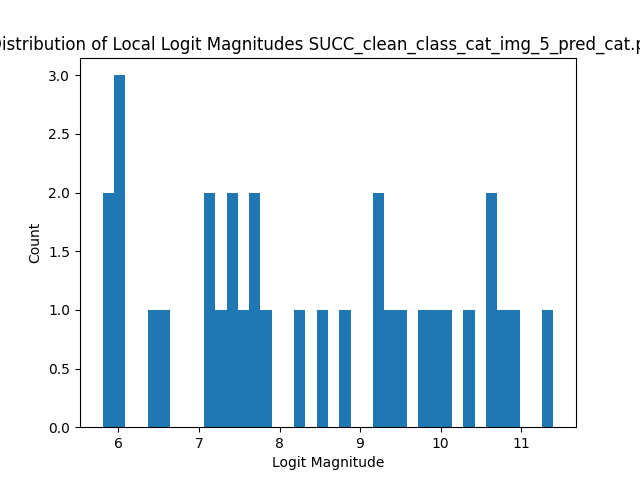 Distribution of Local Logit Magnitudes SUCC_clean_class_cat_img_5_pred_cat.p
3.0
2.5
2.0
1.5
1.0
0.5
0.0
Count
6 7 8 9 10 11
Logit Magnitude